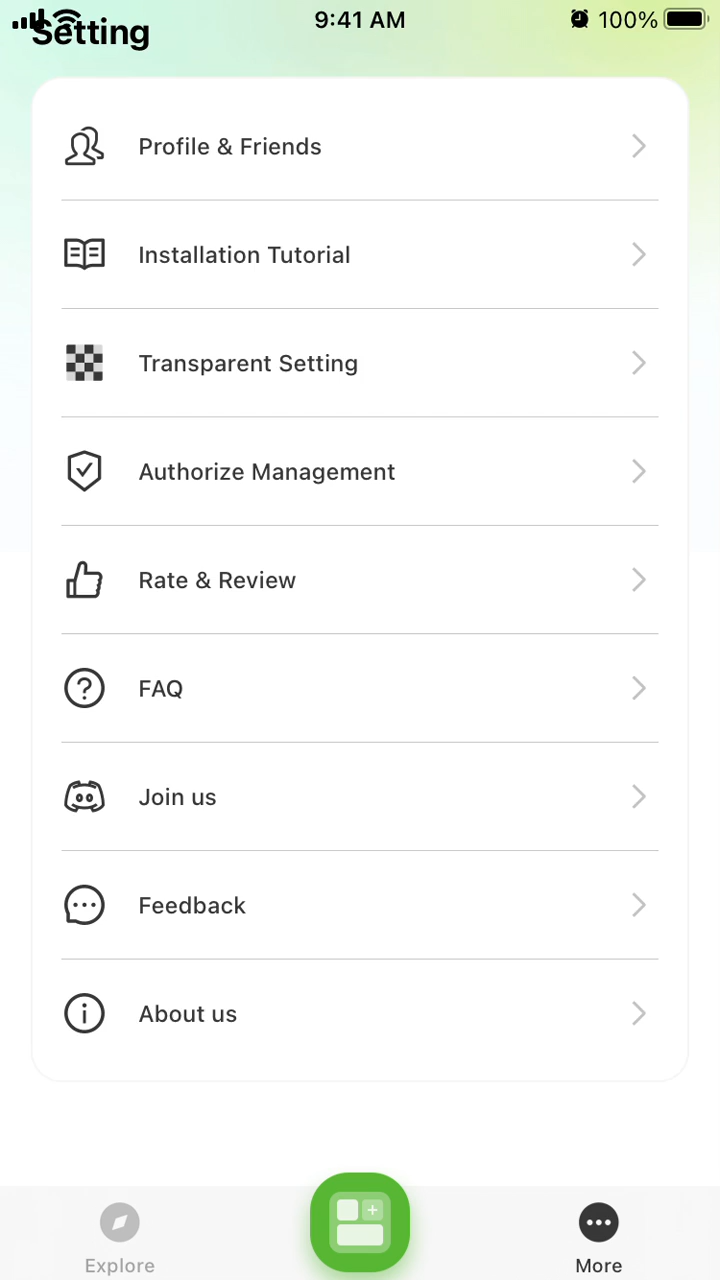 9:41 AM
100%
Setting
Profile & Friends
Installation Tutorial
Transparent Setting
Authorize Management
Rate & Review
FAQ
Join us
Feedback
About us
Explore
More